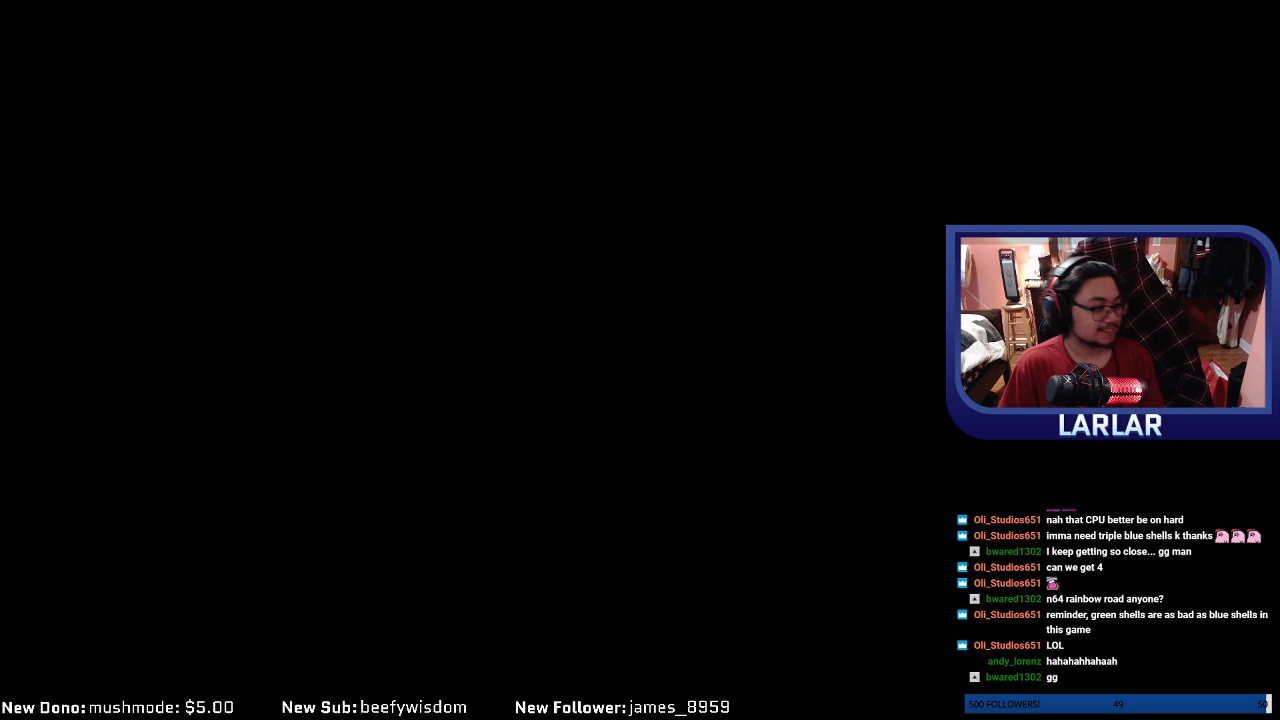 LARLAR
Oli_Studios651 nah that CPU better be on hard
Oli_Studios651 imma need triple blue shells k thanks
bwared1302 I keep getting so close... gg man
Oli_Studios651 can we get 4
Oli_Studios651
bwared1302 n64 rainbow road anyone?
Oli_Studios651 reminder, green shells are as bad as blue shells in
this game
Oli_Studios651 LOL
andy_lorenz hahahahhahaah
bwared1302 gg
500 FOLLOWERS! 49 50
New Dono: mushmode: $5.00 New Sub: beefywisdom New Follower: james_8959